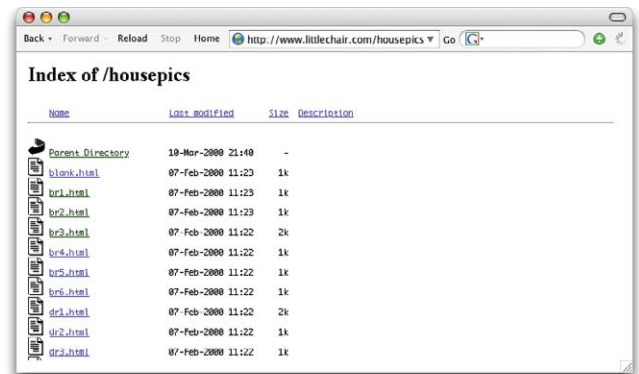 Back Forward Reload Stop Home http://www.littlechair.com/housepics Go G
Index of /housepics
Name Last modified Size Description
Parent Directory 10-Mar-2000 21:40 -
blank.html 07-Feb-2000 11:23 1k
br1.html 07-Feb-2000 11:23 1k
br2.html 07-Feb-2000 11:23 1k
br3.html 07-Feb-2000 11:22 2k
br4.html 07-Feb-2000 11:22 1k
br5.html 07-Feb-2000 11:22 1k
br6.html 07-Feb-2000 11:22 1k
dr1.html 07-Feb-2000 11:22 2k
dr2.html 07-Feb-2000 11:22 1k
dr3.html 07-Feb-2000 11:22 1k